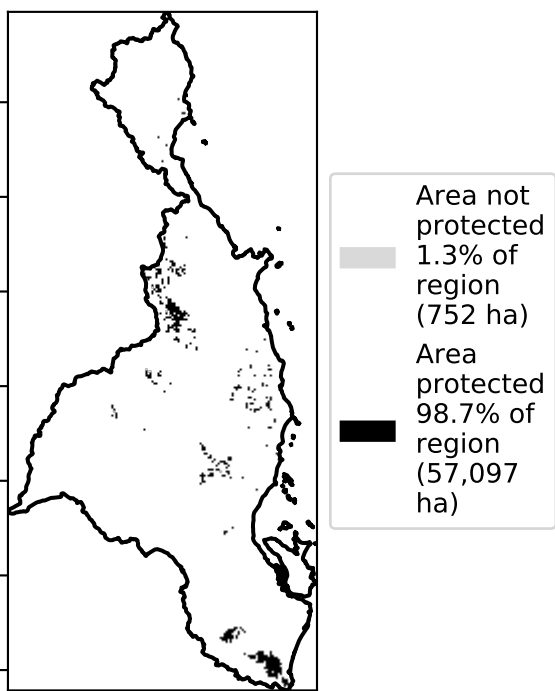 Area not
protected
1.3% of
region
(752 ha)
Area
protected
98.7% of
region
(57,097
ha)